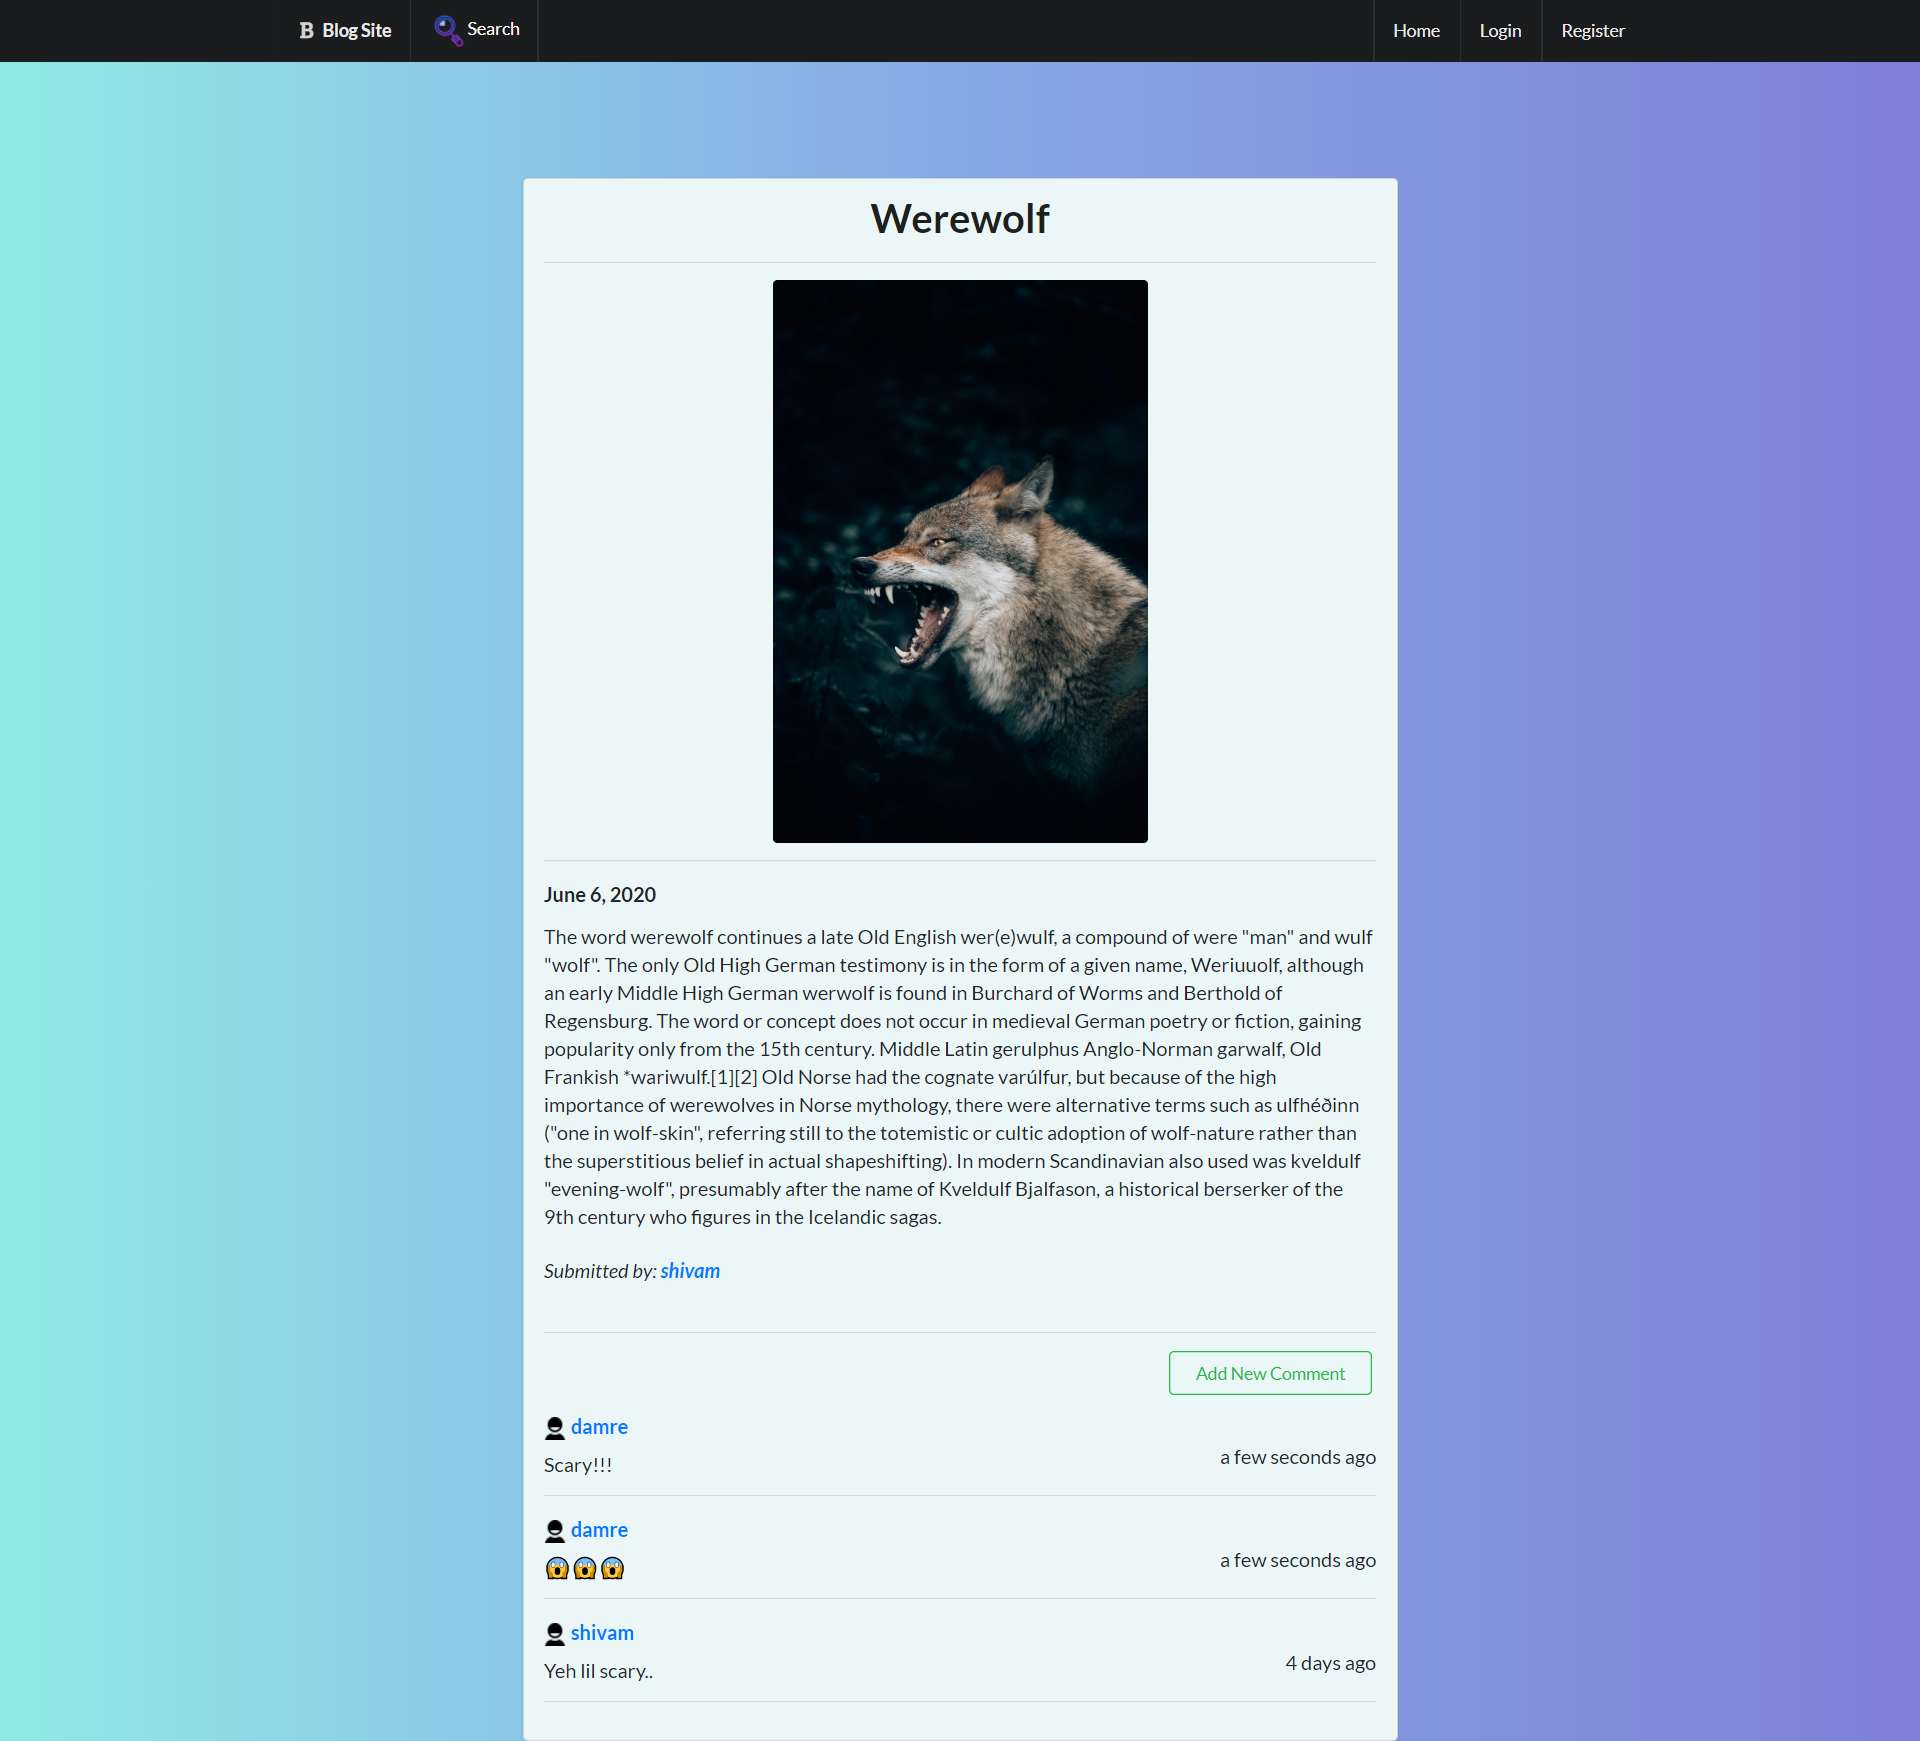 B Blog Site
Search
Home
Login
Register
Werewolf
June 6, 2020
The word werewolf continues a late Old English wer(e)wulf, a compound of were "man" and wulf
"wolf". The only Old High German testimony is in the form of a given name, Weriuuolf, although
an early Middle High German werwolf is found in Burchard of Worms and Berthold of
Regensburg. The word or concept does not occur in medieval German poetry or fiction, gaining
popularity only from the 15th century. Middle Latin gerulphus Anglo-Norman garwalf, Old
Frankish *wariwulf.[1][2] Old Norse had the cognate varúlfur, but because of the high
importance of werewolves in Norse mythology, there were alternative terms such as ulfhéðinn
("one in wolf-skin", referring still to the totemistic or cultic adoption of wolf-nature rather than
the superstitious belief in actual shapeshifting). In modern Scandinavian also used was kveldulf
"evening-wolf", presumably after the name of Kveldulf Bjalfason, a historical berserker of the
9th century who figures in the Icelandic sagas.
Submitted by: shivam
Add New Comment
damre
a few seconds ago
Scary!!!
damre
a few seconds ago
😱😱😱
shivam
4 days ago
Yeh lil scary..